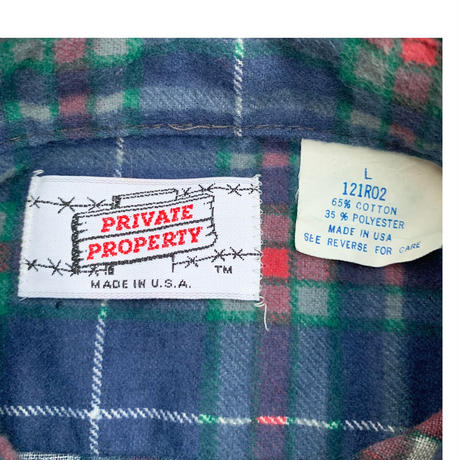 PRIVATE
PROPERTY
TM
MADE IN U.S.A.
L
121R02
65% COTTON
35% POLYESTER
MADE IN USA
SEE REVERSE FOR CARE